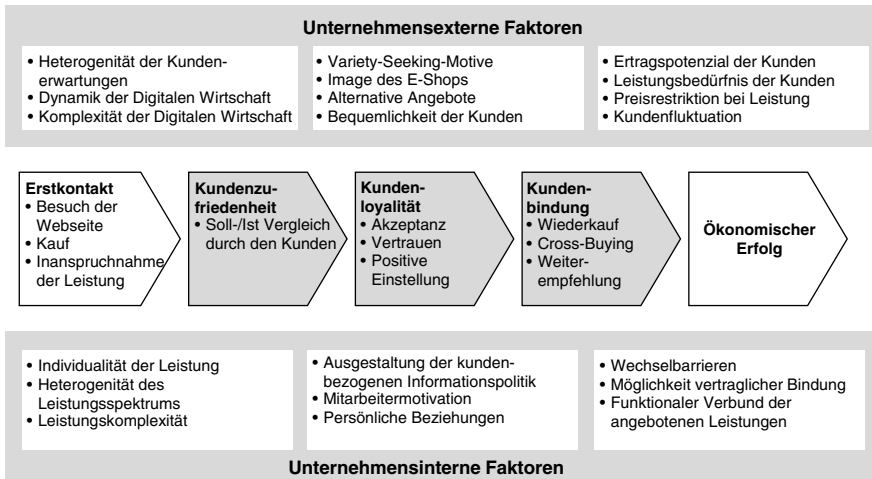 Unternehmensexterne Faktoren
• Heterogenität der Kunden-
erwartungen
• Dynamik der Digitalen Wirtschaft
• Komplexität der Digitalen Wirtschaft
• Variety-Seeking-Motive
• Image des E-Shops
• Alternative Angebote
• Bequemlichkeit der Kunden
• Ertragspotenzial der Kunden
• Leistungsbedürfnis der Kunden
• Preisrestriktion bei Leistung
• Kundenfluktuation
Erstkontakt
• Besuch der
Webseite
• Kauf
• Inanspruchnahme
der Leistung
Kundenzu-
friedenheit
• Soll-/Ist Vergleich
durch den Kunden
Kunden-
loyalität
• Akzeptanz
• Vertrauen
• Positive
Einstellung
Kunden-
bindung
• Wiederkauf
• Cross-Buying
• Weiter-
empfehlung
Ökonomischer
Erfolg
• Individualität der Leistung
• Heterogenität des
Leistungsspektrums
• Leistungskomplexität
• Ausgestaltung der kunden-
bezogenen Informationspolitik
• Mitarbeitermotivation
• Persönliche Beziehungen
• Wechselbarrieren
• Möglichkeit vertraglicher Bindung
• Funktionaler Verbund der
angebotenen Leistungen
Unternehmensinterne Faktoren